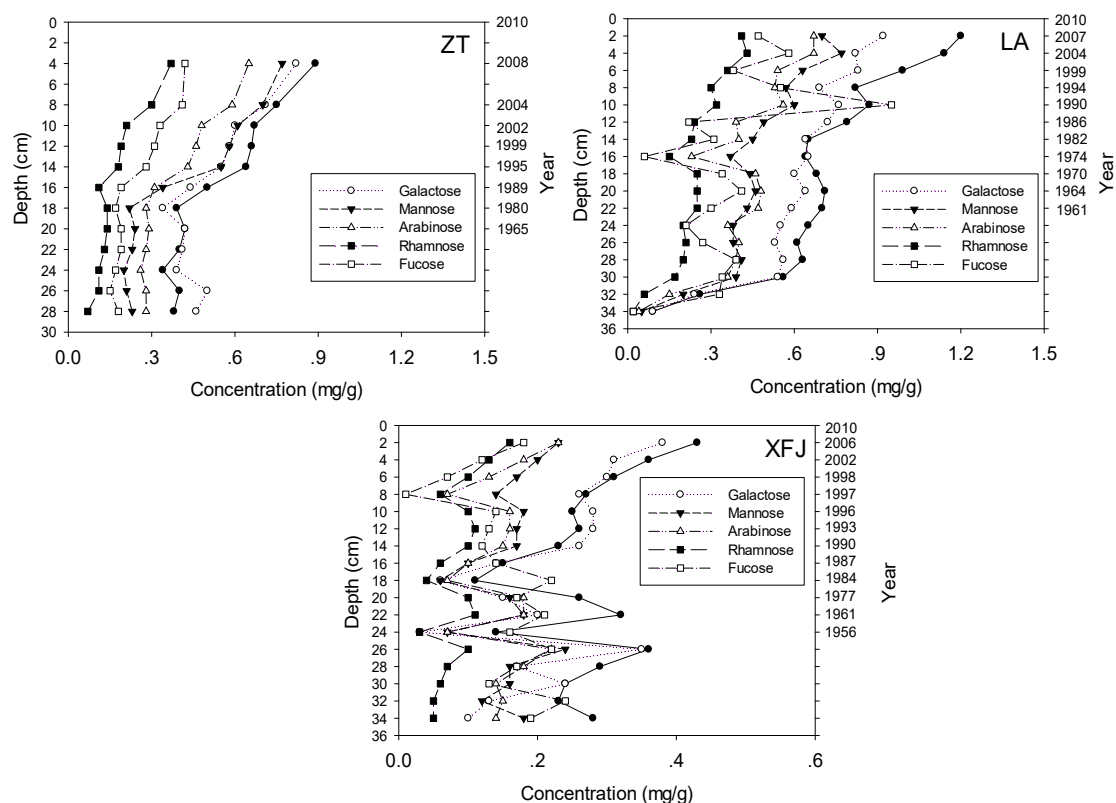 ZT
0
2
4
6
8
10
12
14
16
18
20
22
24
26
28
30
Depth (cm)
2010
2008
2004
2002
1999
1995
1989
1980
1965
Year
Galactose
Mannose
Arabinose
Rhamnose
Fucose
0.0 .3 .6 .9 1.2 1.5
Concentration (mg/g)
LA
0
2
4
6
8
10
12
14
16
18
20
22
24
26
28
30
32
34
36
Depth (cm)
2010
2007
2004
1999
1994
1990
1986
1982
1974
1970
1964
1961
Year
Galactose
Mannose
Arabinose
Rhamnose
Fucose
0.0 .3 .6 .9 1.2 1.5
Concentration (mg/g)
XFJ
0
2
4
6
8
10
12
14
16
18
20
22
24
26
28
30
32
34
36
Depth (cm)
2010
2006
2002
1998
1997
1996
1993
1990
1987
1984
1977
1961
1956
Year
Galactose
Mannose
Arabinose
Rhamnose
Fucose
0.0 .2 .4 .6
Concentration (mg/g)